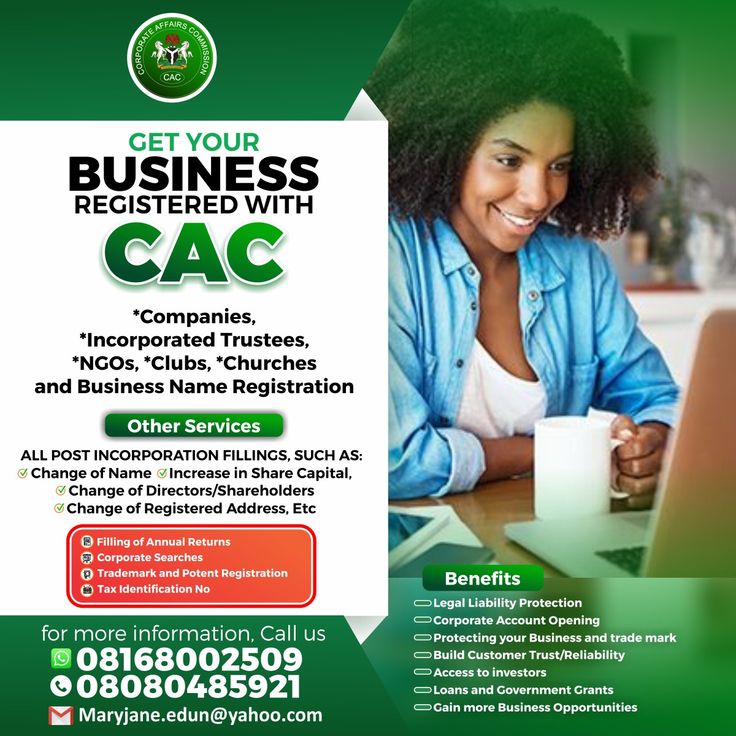 CORPORATE AFFAIRS COMMISSION
CAC
GET YOUR
BUSINESS
REGISTERED WITH
CAC
*Companies,
*Incorporated Trustees,
*NGOs, *Clubs, *Churches
and Business Name Registration
Other Services
ALL POST INCORPORATION FILLINGS, SUCH AS:
Change of Name Increase in Share Capital,
Change of Directors/Shareholders
Change of Registered Address, Etc
Filling of Annual Returns
Corporate Searches
Trademark and Potent Registration
Tax Identification No
for more information, Call us
08168002509
08080485921
Maryjane.edun@yahoo.com
Benefits
Legal Liability Protection
Corporate Account Opening
Protecting your Business and trade mark
Build Customer Trust/Reliability
Access to investors
Loans and Government Grants
Gain more Business Opportunities